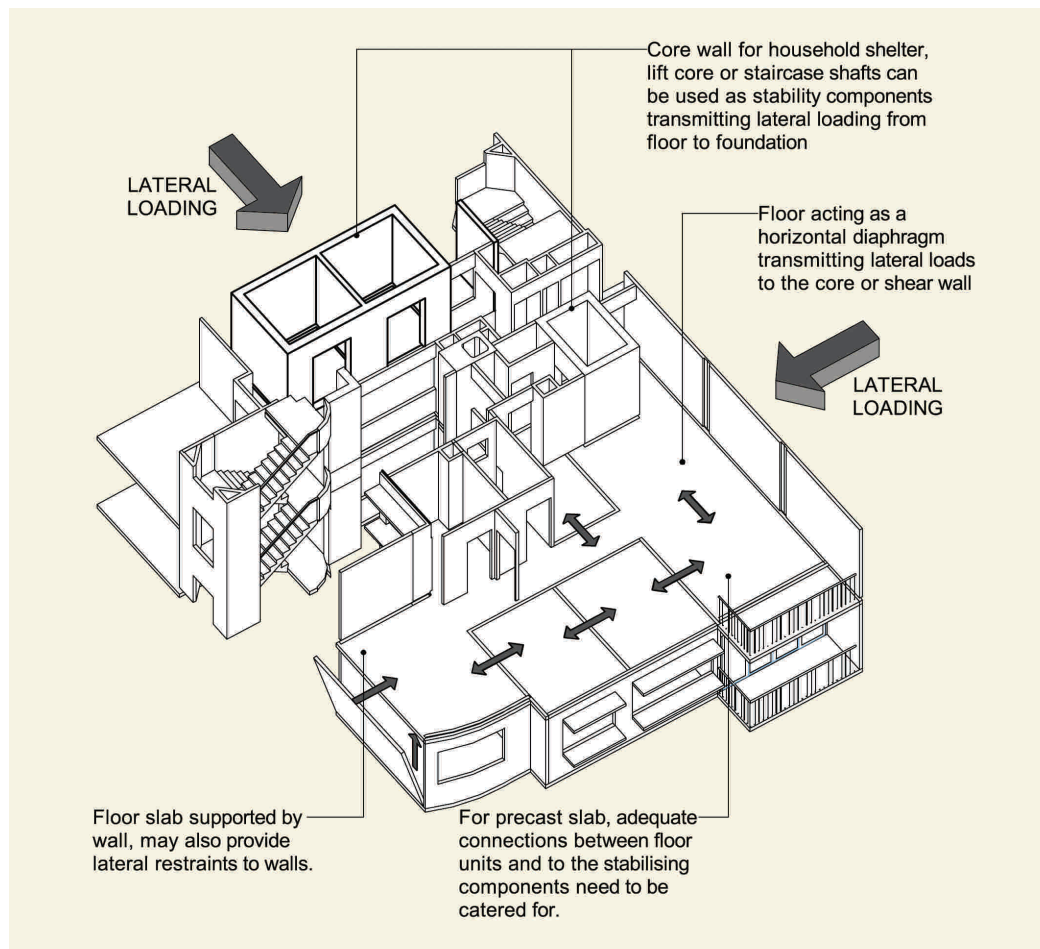 Core wall for household shelter,
lift core or staircase shafts can
be used as stability components
transmitting lateral loading from
floor to foundation
LATERAL
LOADING
Floor acting as a
horizontal diaphragm
transmitting lateral loads
to the core or shear wall
LATERAL
LOADING
Floor slab supported by
wall, may also provide
lateral restraints to walls.
For precast slab, adequate
connections between floor
units and to the stabilising
components need to be
catered for.